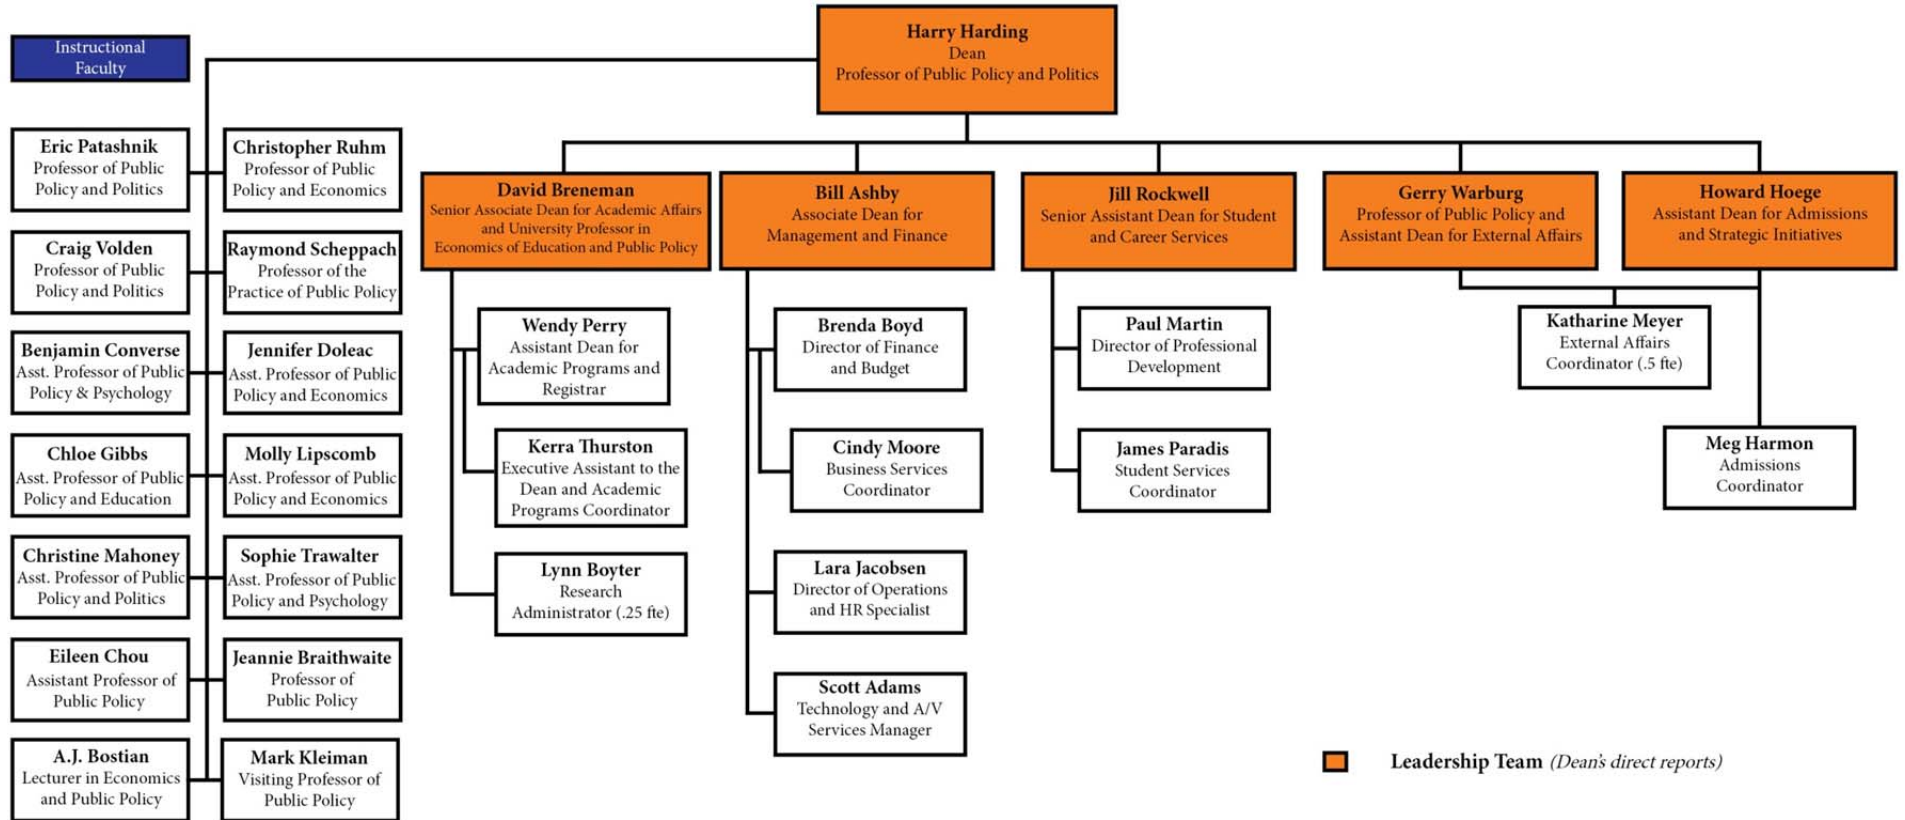 Harry Harding
Dean
Professor of Public Policy and Politics
Instructional
Faculty
Eric Patashnik
Professor of Public
Policy and Politics
Christopher Ruhm
Professor of Public
Policy and Economics
Craig Volden
Professor of Public
Policy and Politics
Raymond Scheppach
Professor of the
Practice of Public Policy
Benjamin Converse
Asst. Professor of Public
Policy & Psychology
Jennifer Doleac
Asst. Professor of Public
Policy and Economics
Chloe Gibbs
Asst. Professor of Public
Policy and Education
Molly Lipscomb
Asst. Professor of Public
Policy and Economics
Christine Mahoney
Asst. Professor of Public
Policy and Politics
Sophie Trawalter
Asst. Professor of Public
Policy and Psychology
Eileen Chou
Assistant Professor of
Public Policy
Jeannie Braithwaite
Professor of
Public Policy
A.J. Bostian
Lecturer in Economics
and Public Policy
Mark Kleiman
Visiting Professor of
Public Policy
David Breneman
Senior Associate Dean for Academic Affairs
and University Professor in
Economics of Education and Public Policy
Wendy Perry
Assistant Dean for
Academic Programs and
Registrar
Kerra Thurston
Executive Assistant to the
Dean and Academic
Programs Coordinator
Lynn Boyter
Research
Administrator (.25 fte)
Bill Ashby
Associate Dean for
Management and Finance
Brenda Boyd
Director of Finance
and Budget
Cindy Moore
Business Services
Coordinator
Lara Jacobsen
Director of Operations
and HR Specialist
Scott Adams
Technology and A/V
Services Manager
Jill Rockwell
Senior Assistant Dean for Student
and Career Services
Paul Martin
Director of Professional
Development
James Paradis
Student Services
Coordinator
Gerry Warburg
Professor of Public Policy and
Assistant Dean for External Affairs
Howard Hoege
Assistant Dean for Admissions
and Strategic Initiatives
Katharine Meyer
External Affairs
Coordinator (.5 fte)
Meg Harmon
Admissions
Coordinator
Leadership Team (Dean's direct reports)